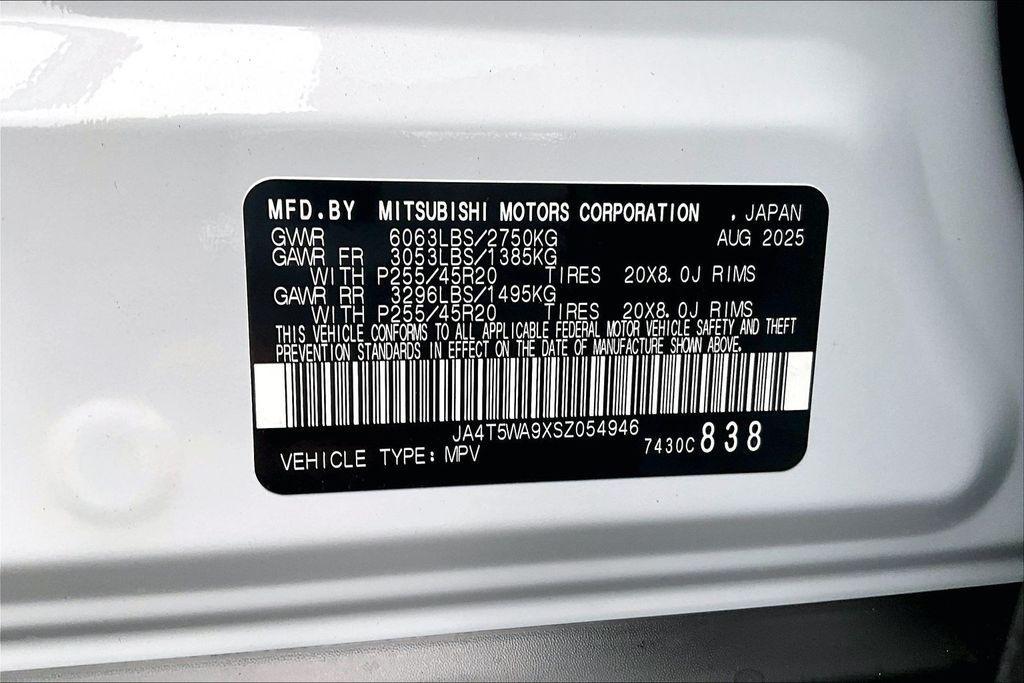 MFD.BY MITSUBISHI MOTORS CORPORATION . JAPAN
GVWR 6063LBS/2750KG AUG 2025
GAWR FR 3053LBS/1385KG
WITH P255/45R20 TIRES 20X8.0J RIMS
GAWR RR 3296LBS/1495KG
WITH P255/45R20 TIRES 20X8.0J RIMS
THIS VEHICLE CONFORMS TO ALL APPLICABLE FEDERAL MOTOR VEHICLE SAFETY AND THEFT
PREVENTION STANDARDS IN EFFECT ON THE DATE OF MANUFACTURE SHOWN ABOVE.
JA4T5WA9XSZ054946
VEHICLE TYPE: MPV 7430C 838